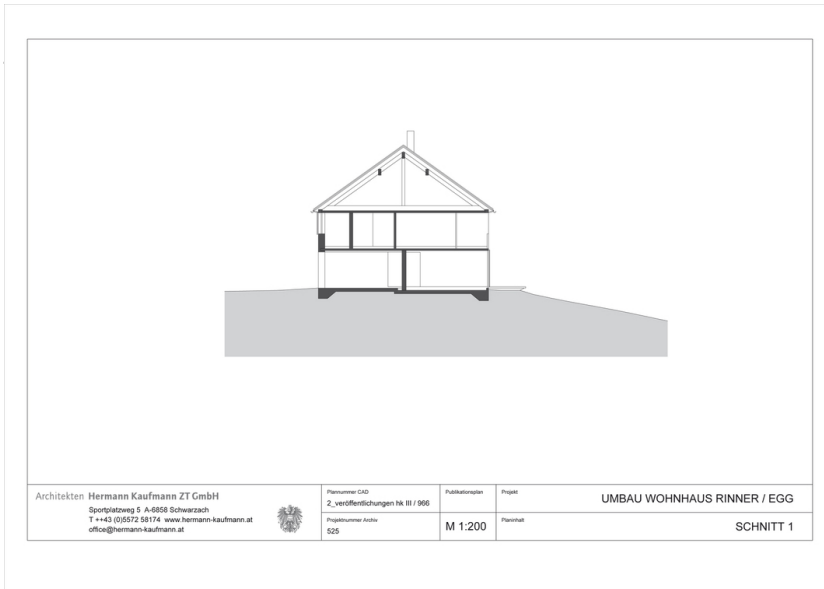 Architekten Hermann Kaufmann ZT GmbH
Sportplatzweg 5 A-6858 Schwarzach
T ++43 (0)5572 58174 www.hermann-kaufmann.at
office@hermann-kaufmann.at
Plannummer CAD
2_veröffentlichungen hk III / 966
Projektnummer Archiv
525
Publikationsplan
M 1:200
Projekt
UMBAU WOHNHAUS RINNER / EGG
Planinhalt
SCHNITT 1